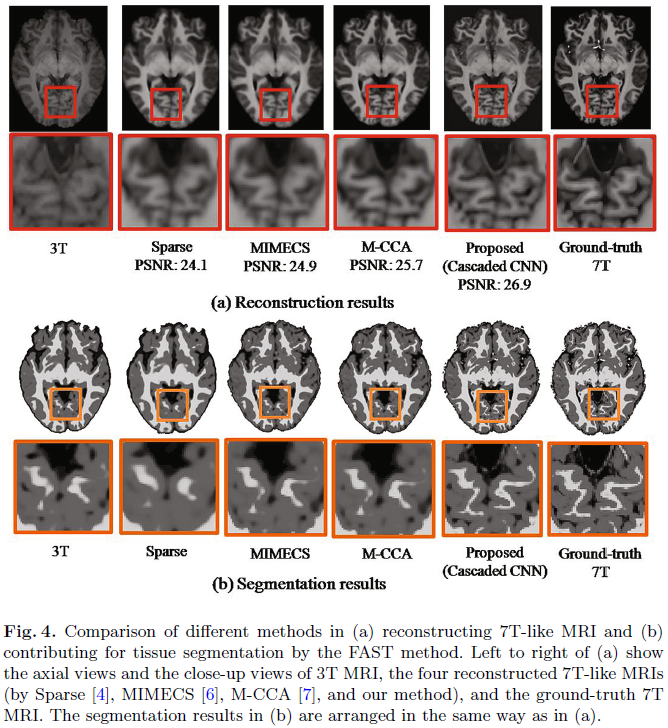 3T
Sparse
PSNR: 24.1
MIMECS
PSNR: 24.9
M-CCA
PSNR: 25.7
Proposed
(Cascaded CNN)
PSNR: 26.9
Ground-truth
7T
(a) Reconstruction results
3T
Sparse
MIMECS
M-CCA
Proposed
(Cascaded CNN)
Ground-truth
7T
(b) Segmentation results
Fig. 4. Comparison of different methods in (a) reconstructing 7T-like MRI and (b)
contributing for tissue segmentation by the FAST method. Left to right of (a) show
the axial views and the close-up views of 3T MRI, the four reconstructed 7T-like MRIs
(by Sparse [4], MIMECS [6], M-CCA [7], and our method), and the ground-truth 7T
MRI. The segmentation results in (b) are arranged in the same way as in (a).